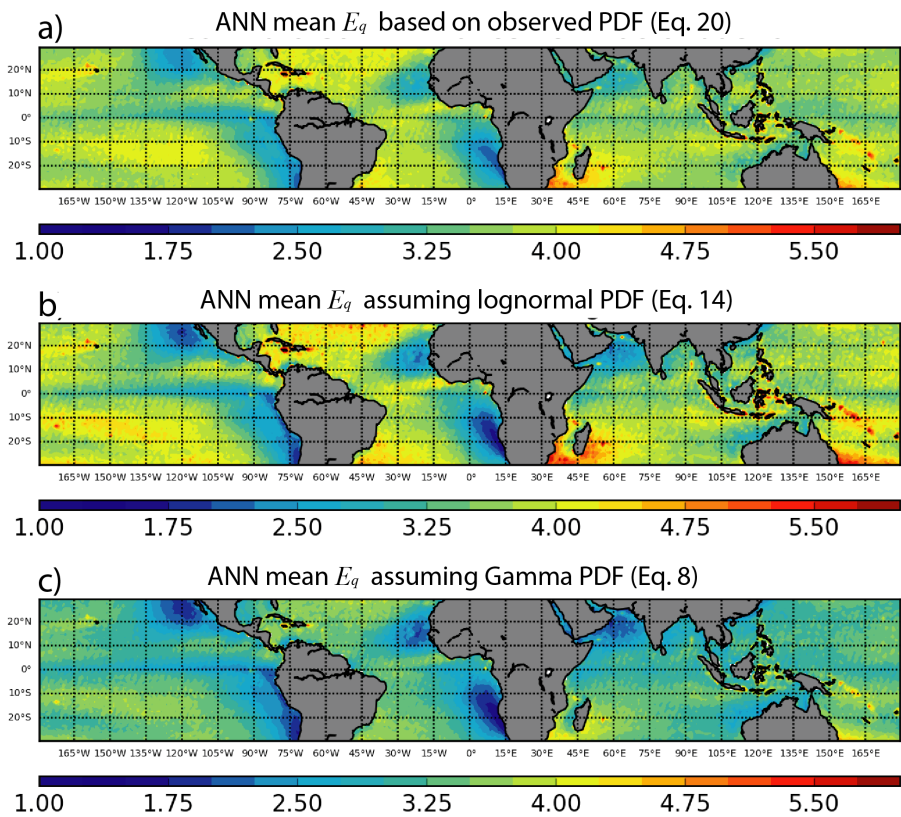 a) ANN mean Eq based on observed PDF (Eq. 20)
20°N
10°N
0°
10°S
20°S
165°W 150°W 135°W 120°W 105°W 90°W 75°W 60°W 45°W 30°W 15°W 0° 15°E 30°E 45°E 60°E 75°E 90°E 105°E 120°E 135°E 150°E 165°E
1.00 1.75 2.50 3.25 4.00 4.75 5.50
b) ANN mean Eq assuming lognormal PDF (Eq. 14)
20°N
10°N
0°
10°S
20°S
165°W 150°W 135°W 120°W 105°W 90°W 75°W 60°W 45°W 30°W 15°W 0° 15°E 30°E 45°E 60°E 75°E 90°E 105°E 120°E 135°E 150°E 165°E
1.00 1.75 2.50 3.25 4.00 4.75 5.50
c) ANN mean Eq assuming Gamma PDF (Eq. 8)
20°N
10°N
0°
10°S
20°S
165°W 150°W 135°W 120°W 105°W 90°W 75°W 60°W 45°W 30°W 15°W 0° 15°E 30°E 45°E 60°E 75°E 90°E 105°E 120°E 135°E 150°E 165°E
1.00 1.75 2.50 3.25 4.00 4.75 5.50